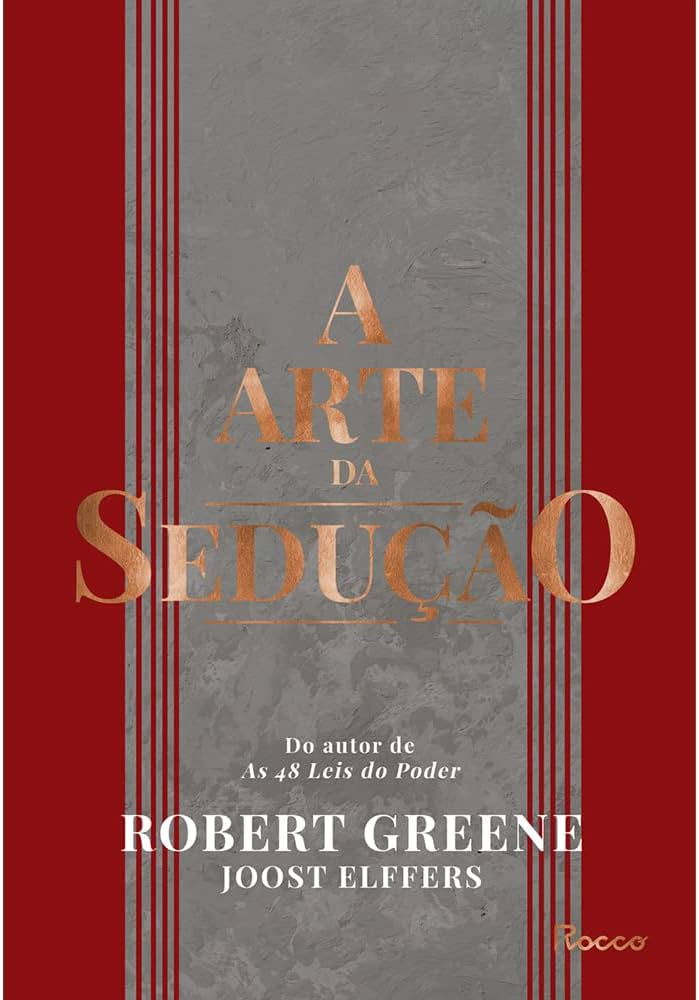 A
ARTE
DA
SEDUÇÃO
Do autor de
As 48 Leis do Poder
ROBERT GREENE
JOOST ELFFERS
Rocco